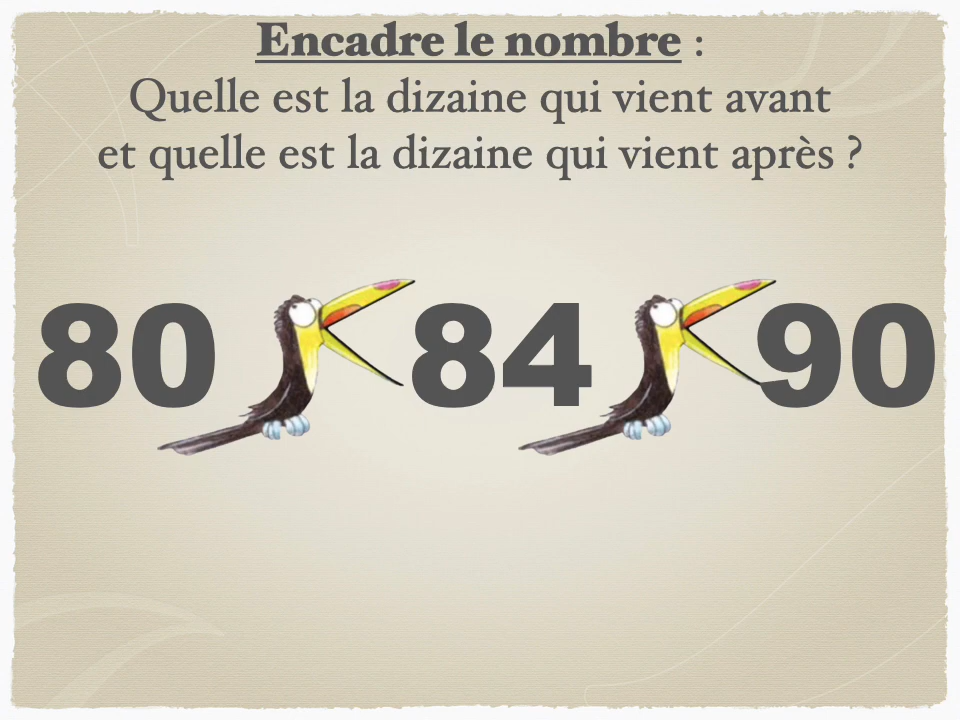 Encadre le nombre :
Quelle est la dizaine qui vient avant
et quelle est la dizaine qui vient après ?
80 84 90